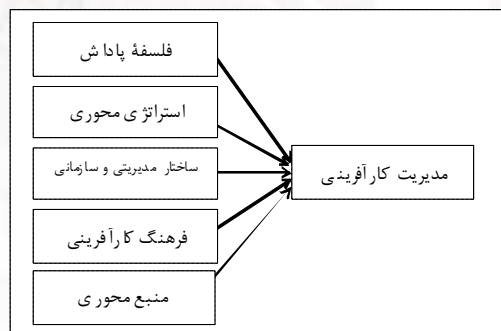 فلسفهٔ پاداش
استراتژی محوری
ساختار مدیریتی و سازمانی
مدیریت کارآفرینی
فرهنگ کارآفرینی
منبع محوری